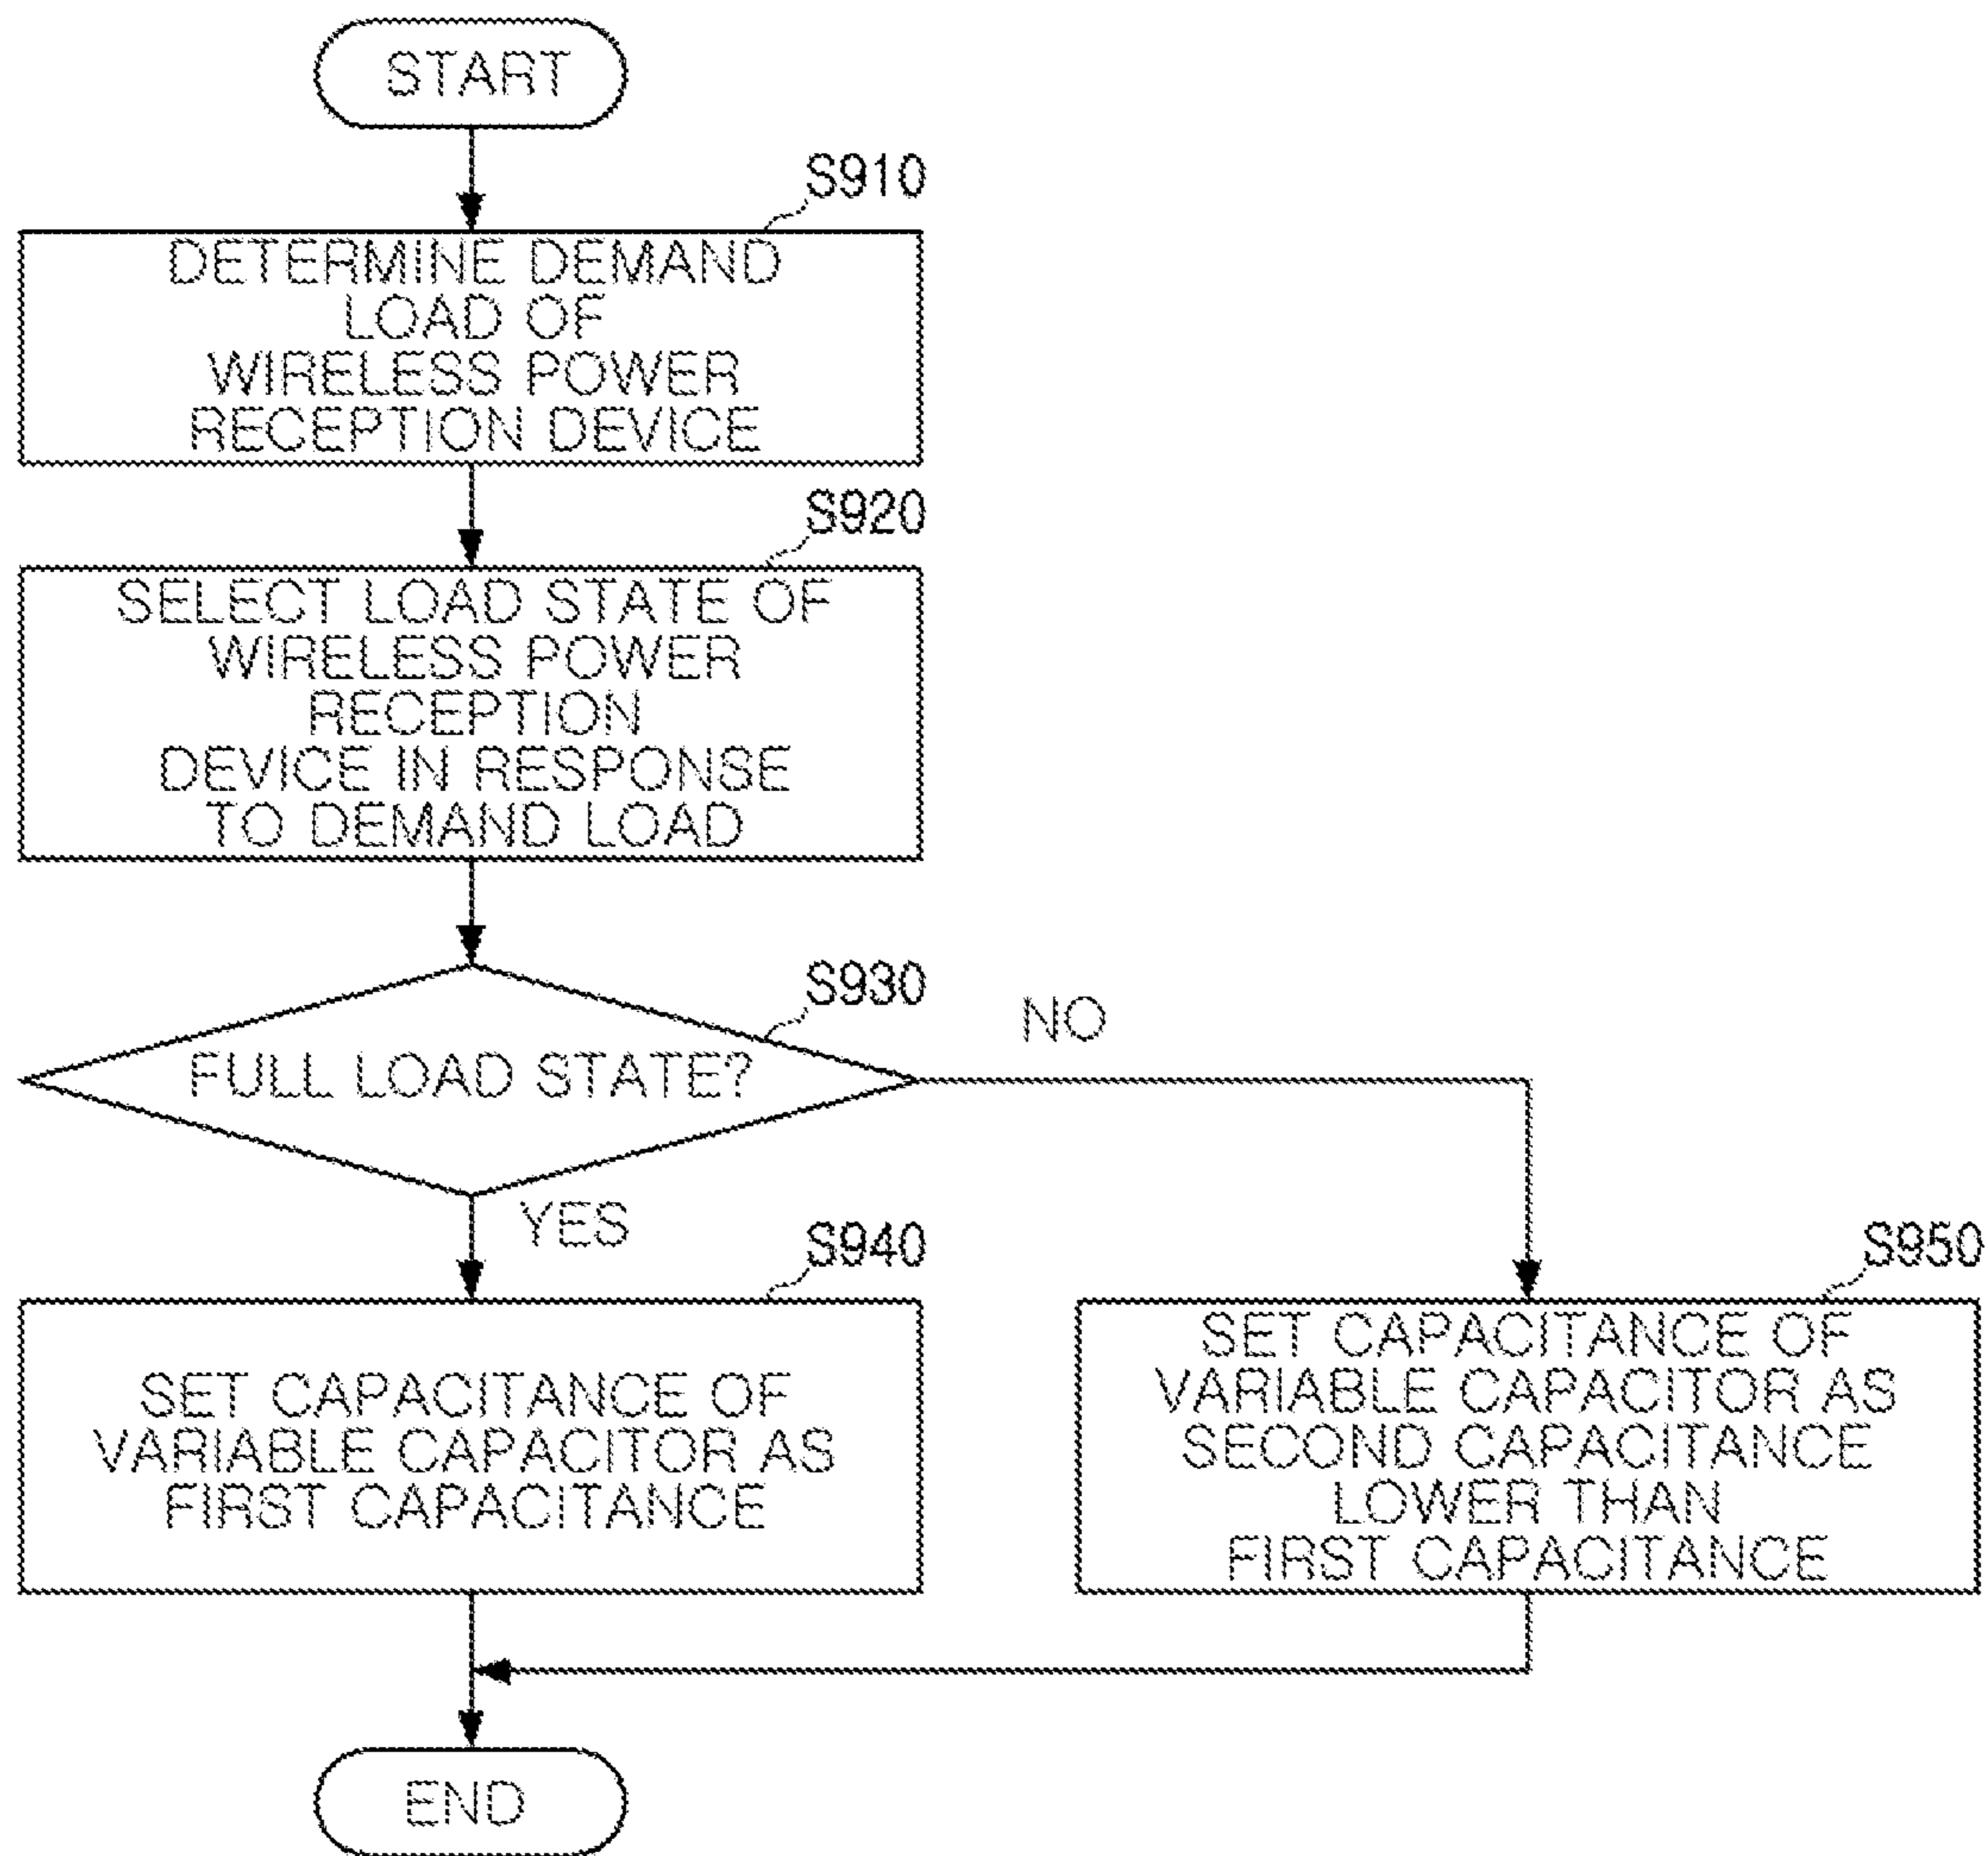 START
S910
DETERMINE DEMAND
LOAD OF
WIRELESS POWER
RECEPTION DEVICE
S920
SELECT LOAD STATE OF
WIRELESS POWER
RECEPTION
DEVICE IN RESPONSE
TO DEMAND LOAD
S930
NO
FULL LOAD STATE?
YES
S940
SET CAPACITANCE OF
VARIABLE CAPACITOR AS
FIRST CAPACITANCE
S950
SET CAPACITANCE OF
VARIABLE CAPACITOR AS
SECOND CAPACITANCE
LOWER THAN
FIRST CAPACITANCE
END